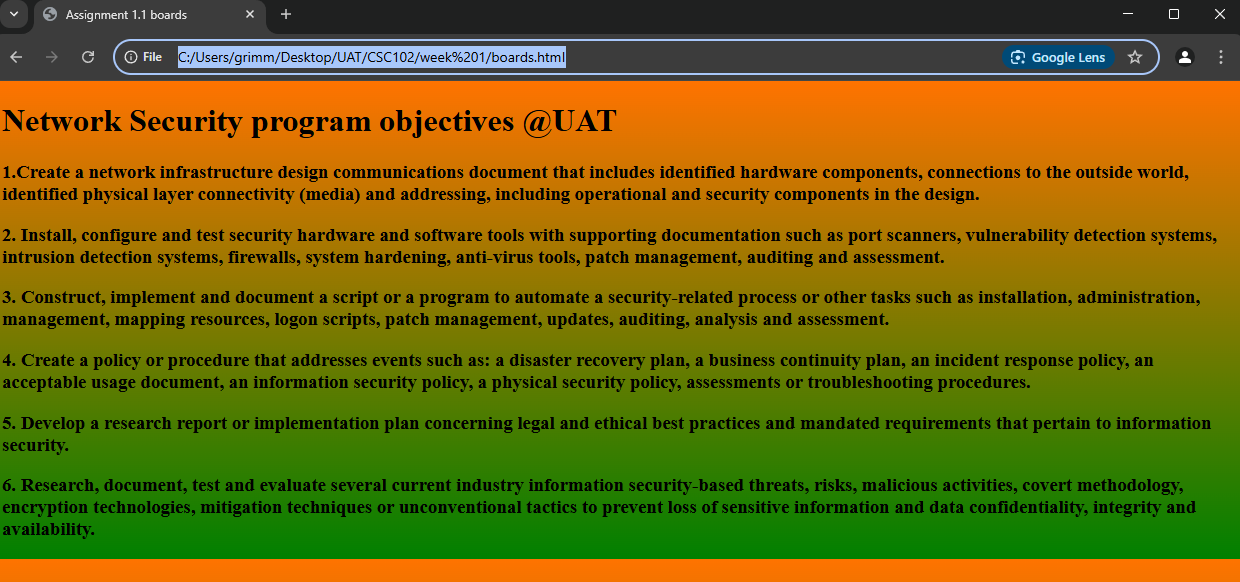 Assignment 1.1 boards
File
C:/Users/grimm/Desktop/UAT/CSC102/week%201/boards.html
Google Lens
Network Security program objectives @UAT
1.Create a network infrastructure design communications document that includes identified hardware components, connections to the outside world,
identified physical layer connectivity (media) and addressing, including operational and security components in the design.
2. Install, configure and test security hardware and software tools with supporting documentation such as port scanners, vulnerability detection systems,
intrusion detection systems, firewalls, system hardening, anti-virus tools, patch management, auditing and assessment.
3. Construct, implement and document a script or a program to automate a security-related process or other tasks such as installation, administration,
management, mapping resources, logon scripts, patch management, updates, auditing, analysis and assessment.
4. Create a policy or procedure that addresses events such as: a disaster recovery plan, a business continuity plan, an incident response policy, an
acceptable usage document, an information security policy, a physical security policy, assessments or troubleshooting procedures.
5. Develop a research report or implementation plan concerning legal and ethical best practices and mandated requirements that pertain to information
security.
6. Research, document, test and evaluate several current industry information security-based threats, risks, malicious activities, covert methodology,
encryption technologies, mitigation techniques or unconventional tactics to prevent loss of sensitive information and data confidentiality, integrity and
availability.